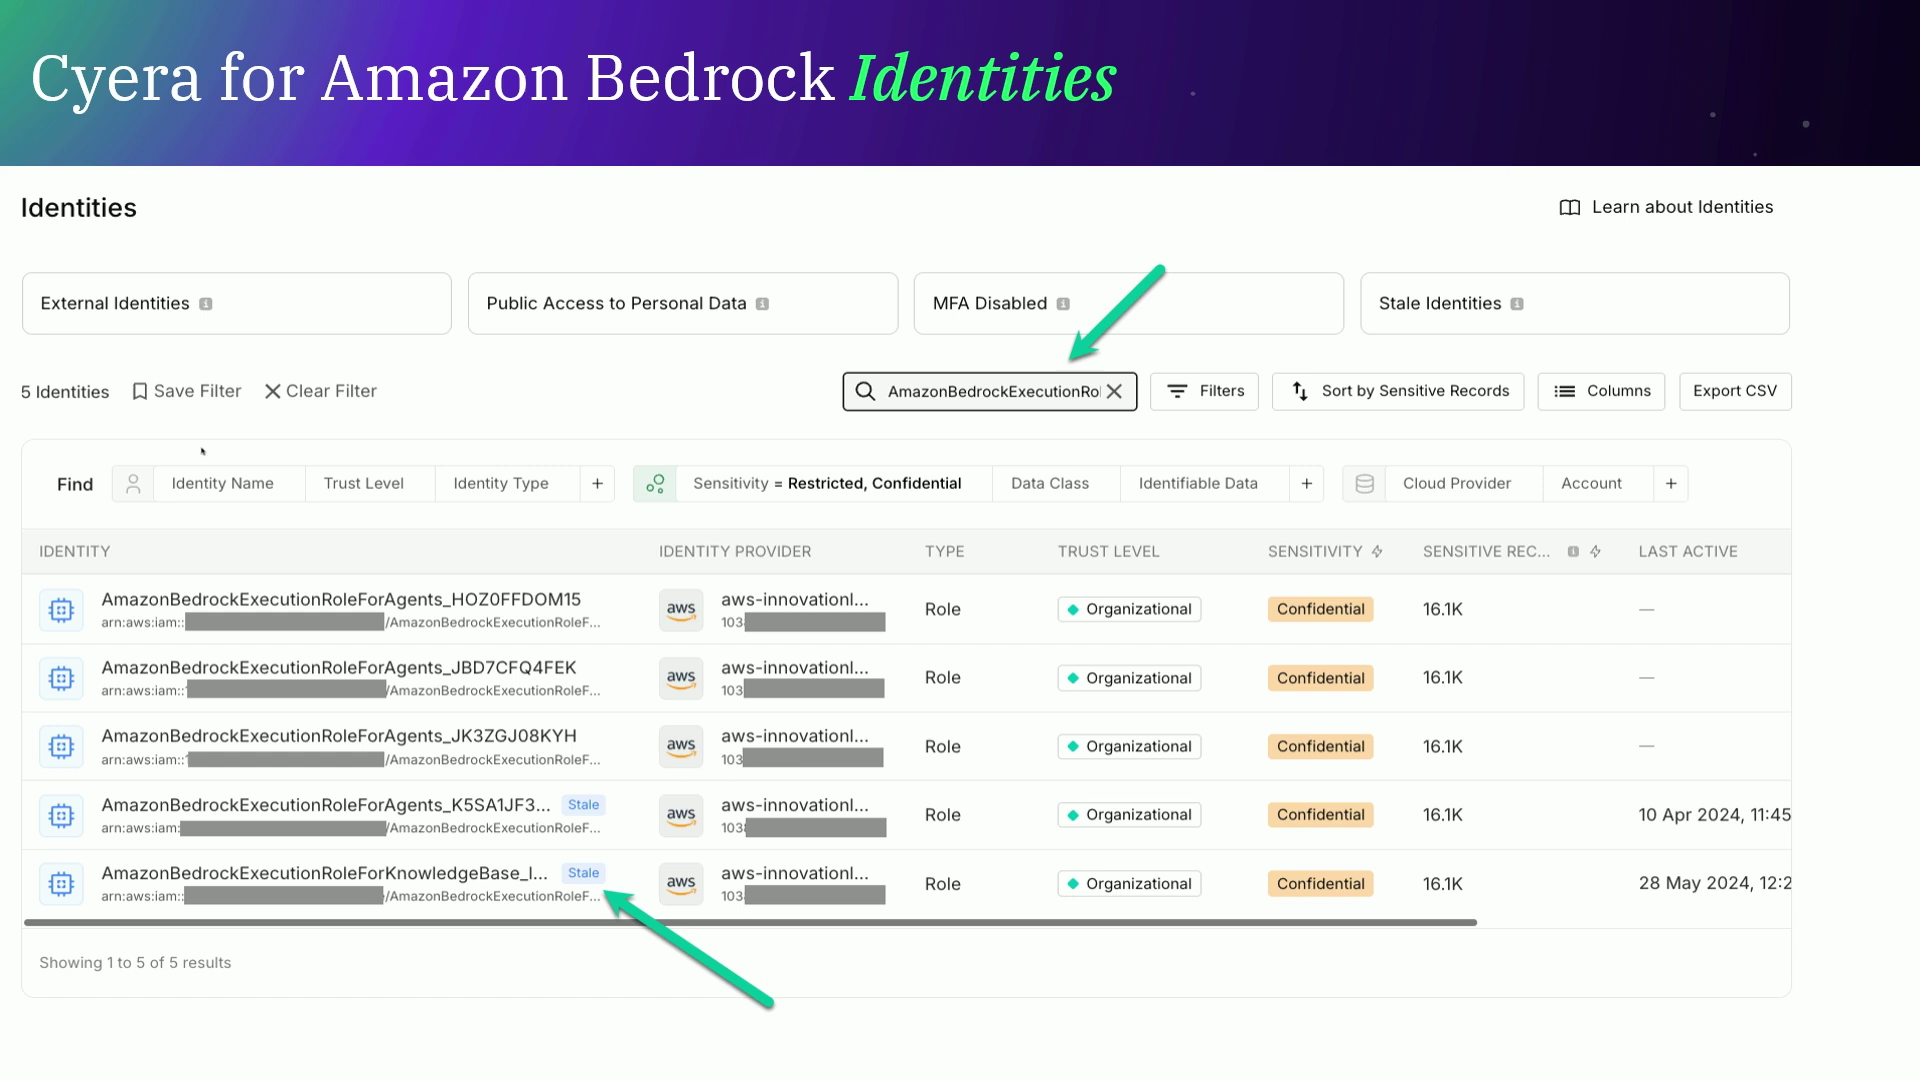 Cyera for Amazon Bedrock Identities
Identities
Learn about Identities
External Identities
Public Access to Personal Data
MFA Disabled
Stale Identities
5 Identities Save Filter Clear Filter
AmazonBedrockExecutionRo
Filters
Sort by Sensitive Records
Columns
Export CSV
Find Identity Name Trust Level Identity Type + Sensitivity = Restricted, Confidential Data Class Identifiable Data + Cloud Provider Account +
IDENTITY IDENTITY PROVIDER TYPE TRUST LEVEL SENSITIVITY SENSITIVE REC... LAST ACTIVE
AmazonBedrockExecutionRoleForAgents_HOZ0FFDOM15 aws aws-innovationl... Role Organizational Confidential 16.1K —
arn:aws:iam:: /AmazonBedrockExecutionRoleF... 103
AmazonBedrockExecutionRoleForAgents_JBD7CFQ4FEK aws aws-innovationl... Role Organizational Confidential 16.1K —
arn:aws:iam:: /AmazonBedrockExecutionRoleF... 103
AmazonBedrockExecutionRoleForAgents_JK3ZGJ08KYH aws aws-innovationl... Role Organizational Confidential 16.1K —
arn:aws:iam:: /AmazonBedrockExecutionRoleF... 103
AmazonBedrockExecutionRoleForAgents_K5SA1JF3... Stale aws aws-innovationl... Role Organizational Confidential 16.1K 10 Apr 2024, 11:45
arn:aws:iam: /AmazonBedrockExecutionRoleF... 103
AmazonBedrockExecutionRoleForKnowledgeBase_I... Stale aws aws-innovationl... Role Organizational Confidential 16.1K 28 May 2024, 12:2
arn:aws:iam:: /AmazonBedrockExecutionRoleF... 103
Showing 1 to 5 of 5 results